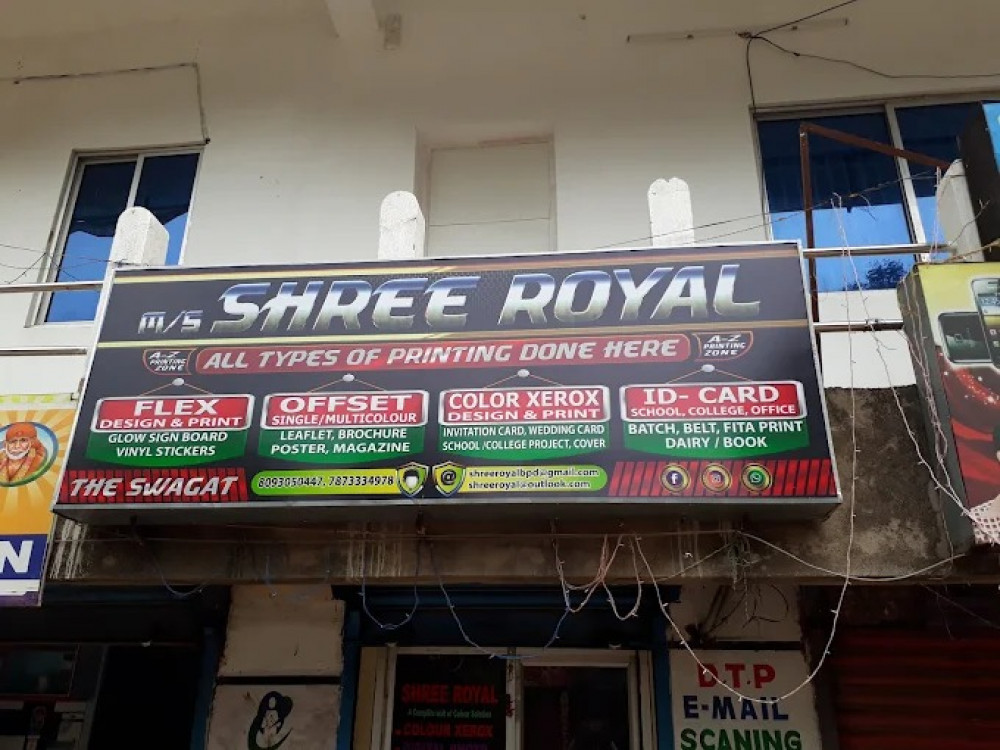 M/S SHREE ROYAL
A-Z PRINTING ZONE
ALL TYPES OF PRINTING DONE HERE
A-Z PRINTING ZONE
FLEX
DESIGN & PRINT
GLOW SIGN BOARD
VINYL STICKERS
OFFSET
SINGLE/MULTICOLOUR
LEAFLET, BROCHURE
POSTER, MAGAZINE
COLOR XEROX
DESIGN & PRINT
INVITATION CARD, WEDDING CARD
SCHOOL /COLLEGE PROJECT, COVER
ID- CARD
SCHOOL, COLLEGE, OFFICE
BATCH, BELT, FITA PRINT
DAIRY / BOOK
THE SWAGAT
8093050447, 7873334978
@
shreeroyalbpd@gmail.com
shreeroyal@outlook.com
N
SHREE ROYAL
COLOUR XEROX
D.T.P
E-MAIL
SCANING